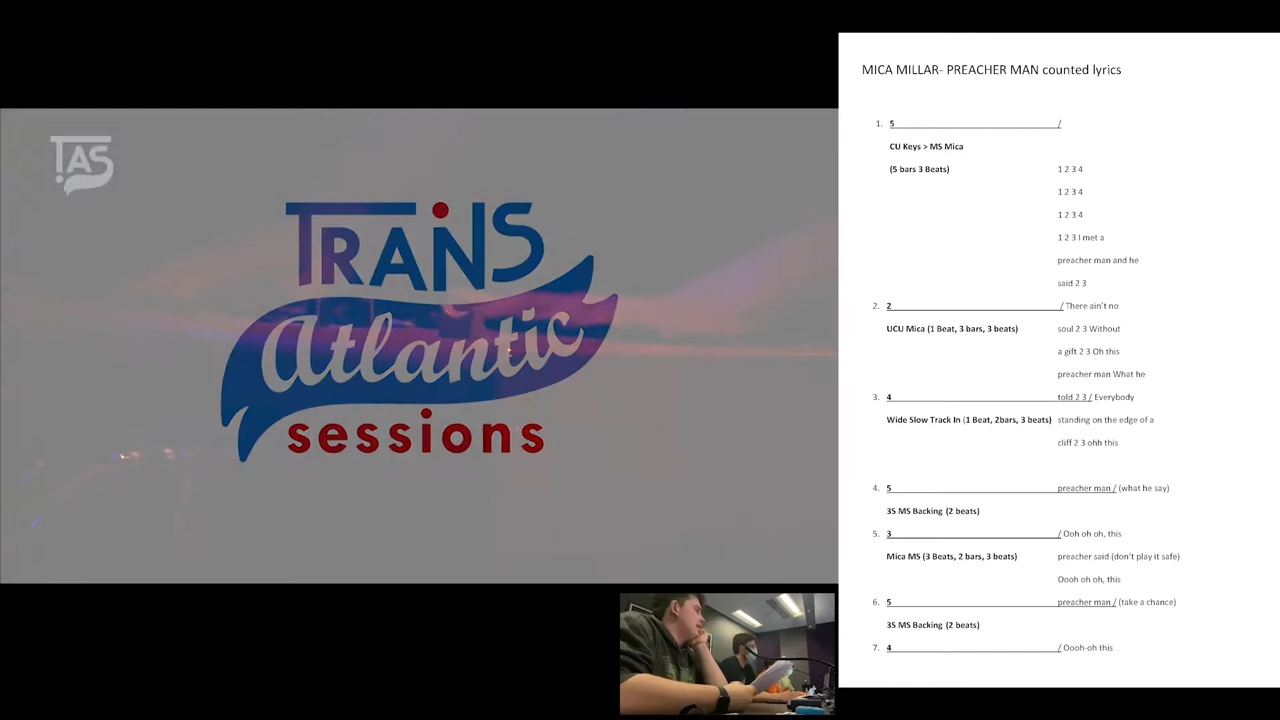 TAS
TRANS
Atlantic
sessions
MICA MILLAR- PREACHER MAN counted lyrics
1. 5 /
CU Keys > MS Mica
(5 bars 3 Beats) 1 2 3 4
1 2 3 4
1 2 3 4
1 2 3 I met a
preacher man and he
said 2 3
2. 2 / There ain't no
UCU Mica (1 Beat, 3 bars, 3 beats) soul 2 3 Without
a gift 2 3 Oh this
preacher man What he
3. 4 told 2 3 / Everybody
Wide Slow Track In (1 Beat, 2bars, 3 beats) standing on the edge of a
cliff 2 3 ohh this
4. 5 preacher man / (what he say)
3S MS Backing (2 beats)
5. 3 / Ooh oh oh, this
Mica MS (3 Beats, 2 bars, 3 beats) preacher said (don't play it safe)
Oooh oh oh, this
6. 5 preacher man / (take a chance)
3S MS Backing (2 beats)
7. 4 / Oooh-oh this